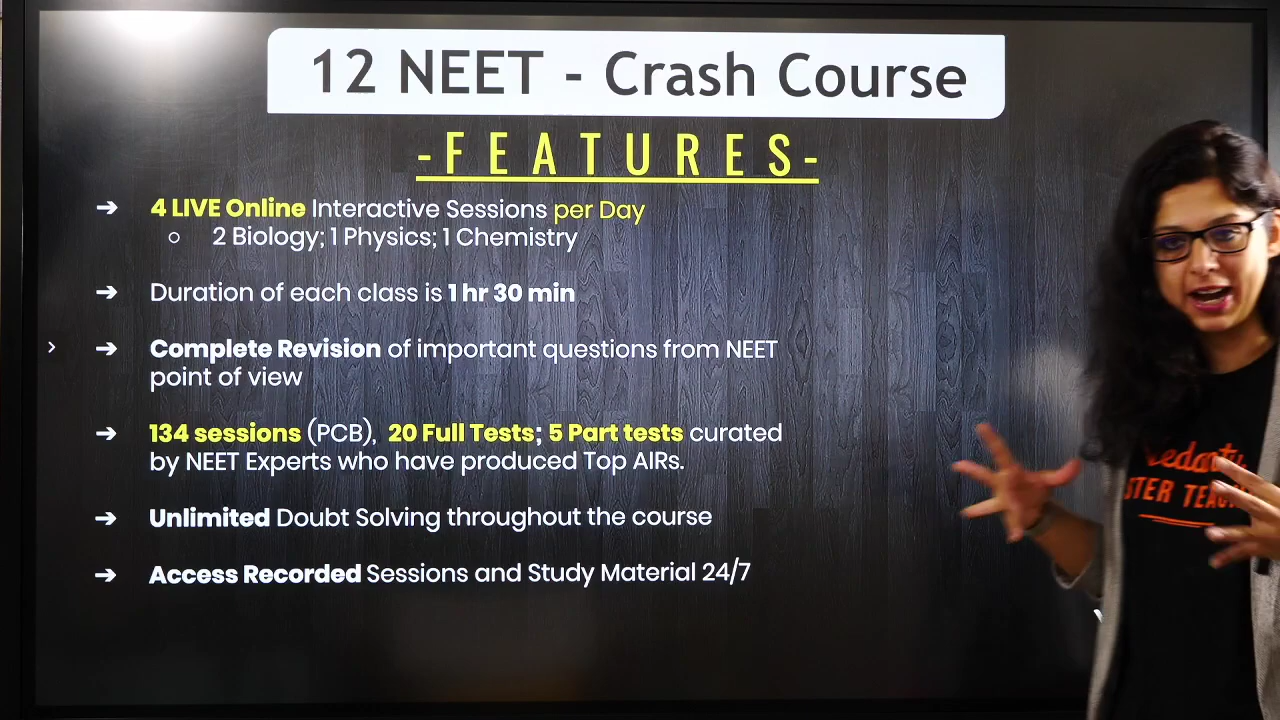 12 NEET - Crash Course
-FEATURES-
➔ 4 LIVE Online Interactive Sessions per Day
○ 2 Biology; 1 Physics; 1 Chemistry
➔ Duration of each class is 1 hr 30 min
➔ Complete Revision of important questions from NEET
point of view
➔ 134 sessions (PCB), 20 Full Tests; 5 Part tests curated
by NEET Experts who have produced Top AIRs.
➔ Unlimited Doubt Solving throughout the course
➔ Access Recorded Sessions and Study Material 24/7